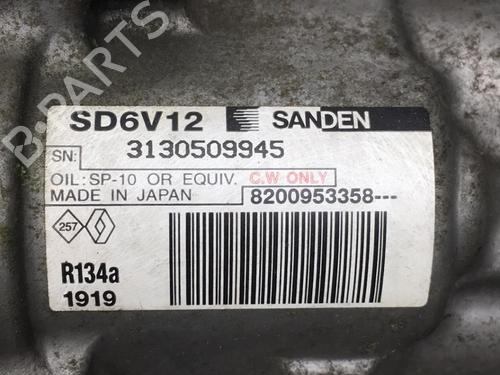 B-PARTS
SD6V12 SANDEN
SN: 3130509945
OIL: SP-10 OR EQUIV. C.W ONLY
MADE IN JAPAN 8200953358---
257
R134a
1919